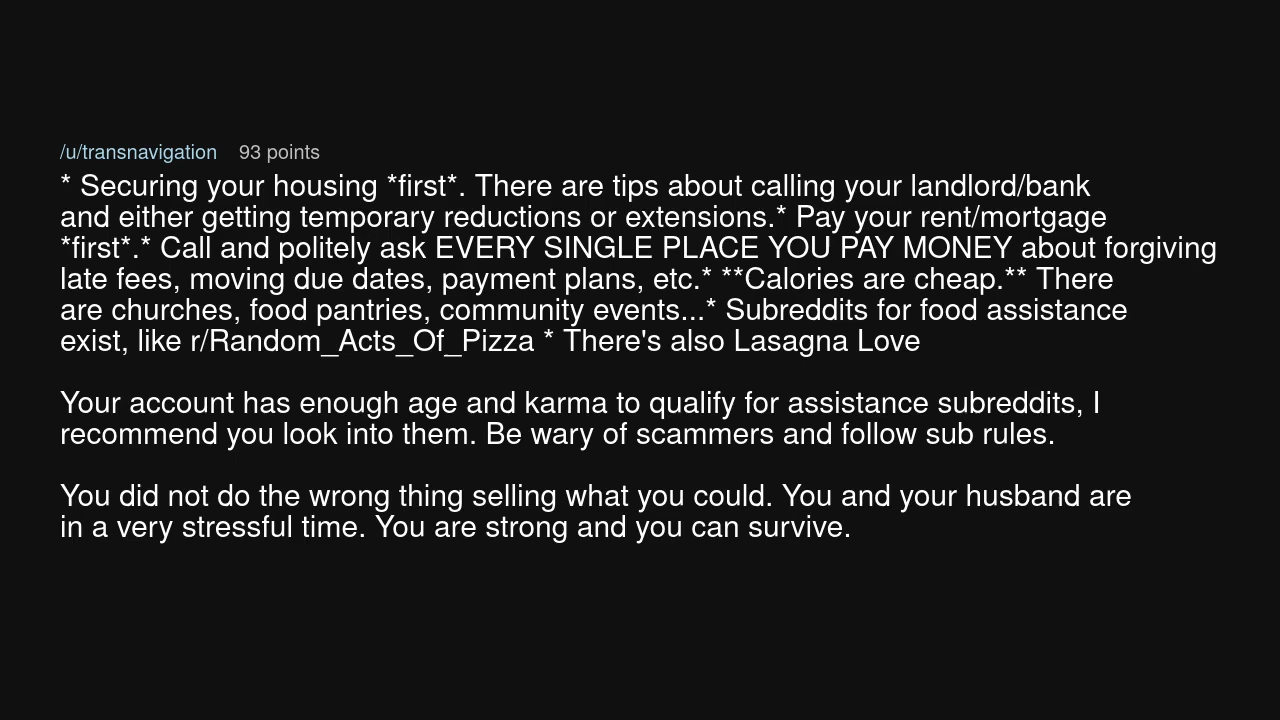 /u/transnavigation 93 points
* Securing your housing *first*. There are tips about calling your landlord/bank
and either getting temporary reductions or extensions.* Pay your rent/mortgage
*first*.* Call and politely ask EVERY SINGLE PLACE YOU PAY MONEY about forgiving
late fees, moving due dates, payment plans, etc.* **Calories are cheap.** There
are churches, food pantries, community events...* Subreddits for food assistance
exist, like r/Random_Acts_Of_Pizza * There's also Lasagna Love
Your account has enough age and karma to qualify for assistance subreddits, I
recommend you look into them. Be wary of scammers and follow sub rules.
You did not do the wrong thing selling what you could. You and your husband are
in a very stressful time. You are strong and you can survive.